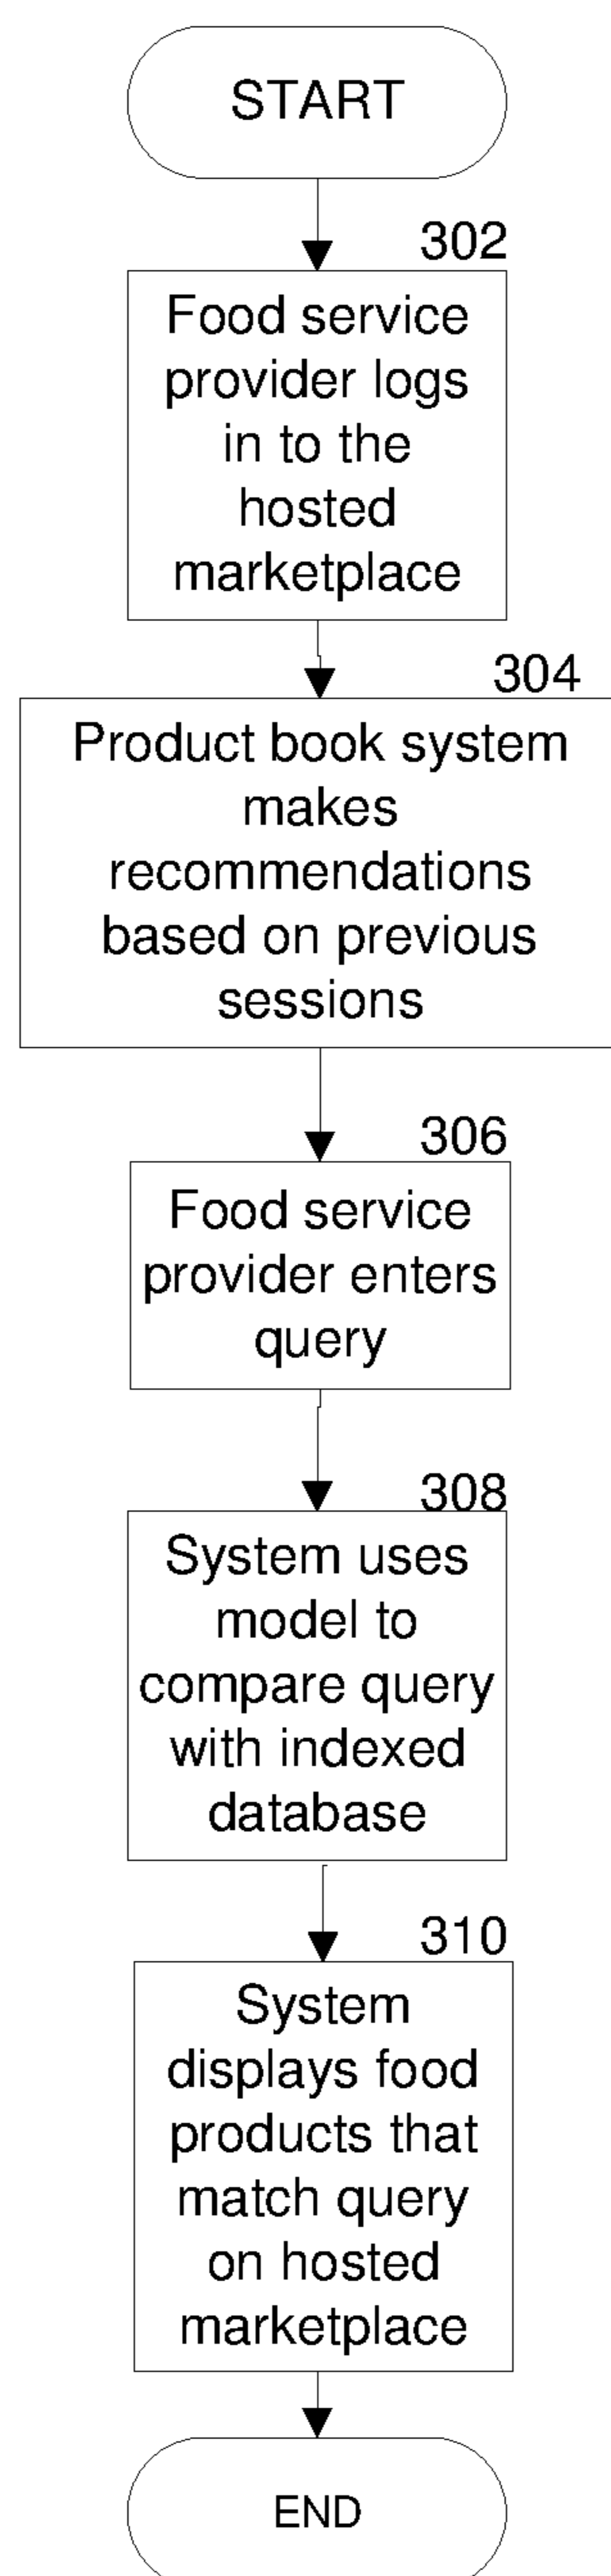 START
302
Food service
provider logs
in to the
hosted
marketplace
304
Product book system
makes
recommendations
based on previous
sessions
306
Food service
provider enters
query
308
System uses
model to
compare query
with indexed
database
310
System
displays food
products that
match query
on hosted
marketplace
END